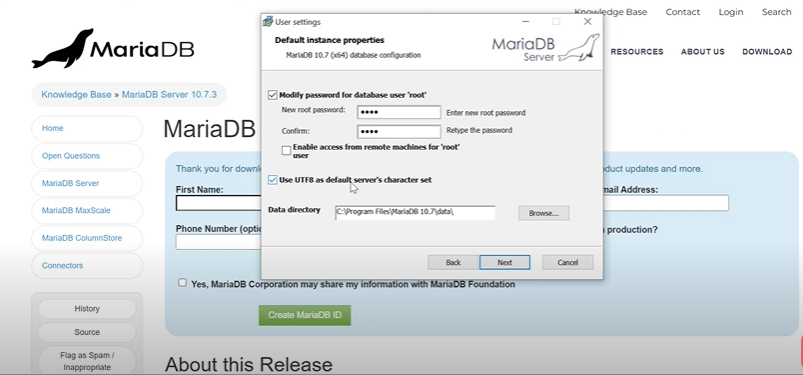 Knowledge Base Contact Login Search
MariaDB
RESOURCES ABOUT US DOWNLOAD
Knowledge Base » MariaDB Server 10.7.3
Home
Open Questions
MariaDB Server
MariaDB MaxScale
MariaDB ColumnStore
Connectors
History
Source
Flag as Spam /
Inappropriate
MariaDB
Thank you for downl
duct updates and more.
First Name:
mail Address:
Phone Number (optio
production?
Yes, MariaDB Corporation may share my information with MariaDB Foundation
Create MariaDB ID
About this Release
User settings
Default instance properties
MariaDB 10.7 (x64) database configuration
MariaDB
Server
Modify password for database user 'root'
New root password: •••• Enter new root password
Confirm: •••• Retype the password
Enable access from remote machines for 'root'
user
Use UTF8 as default server's character set
Data directory C:\Program Files\MariaDB 10.7\data\ Browse...
Back Next Cancel